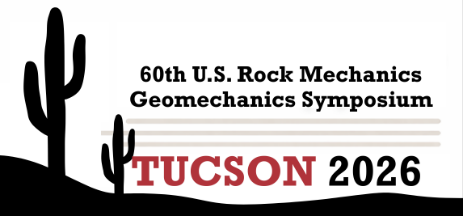 60th U.S. Rock Mechanics
Geomechanics Symposium
TUCSON 2026